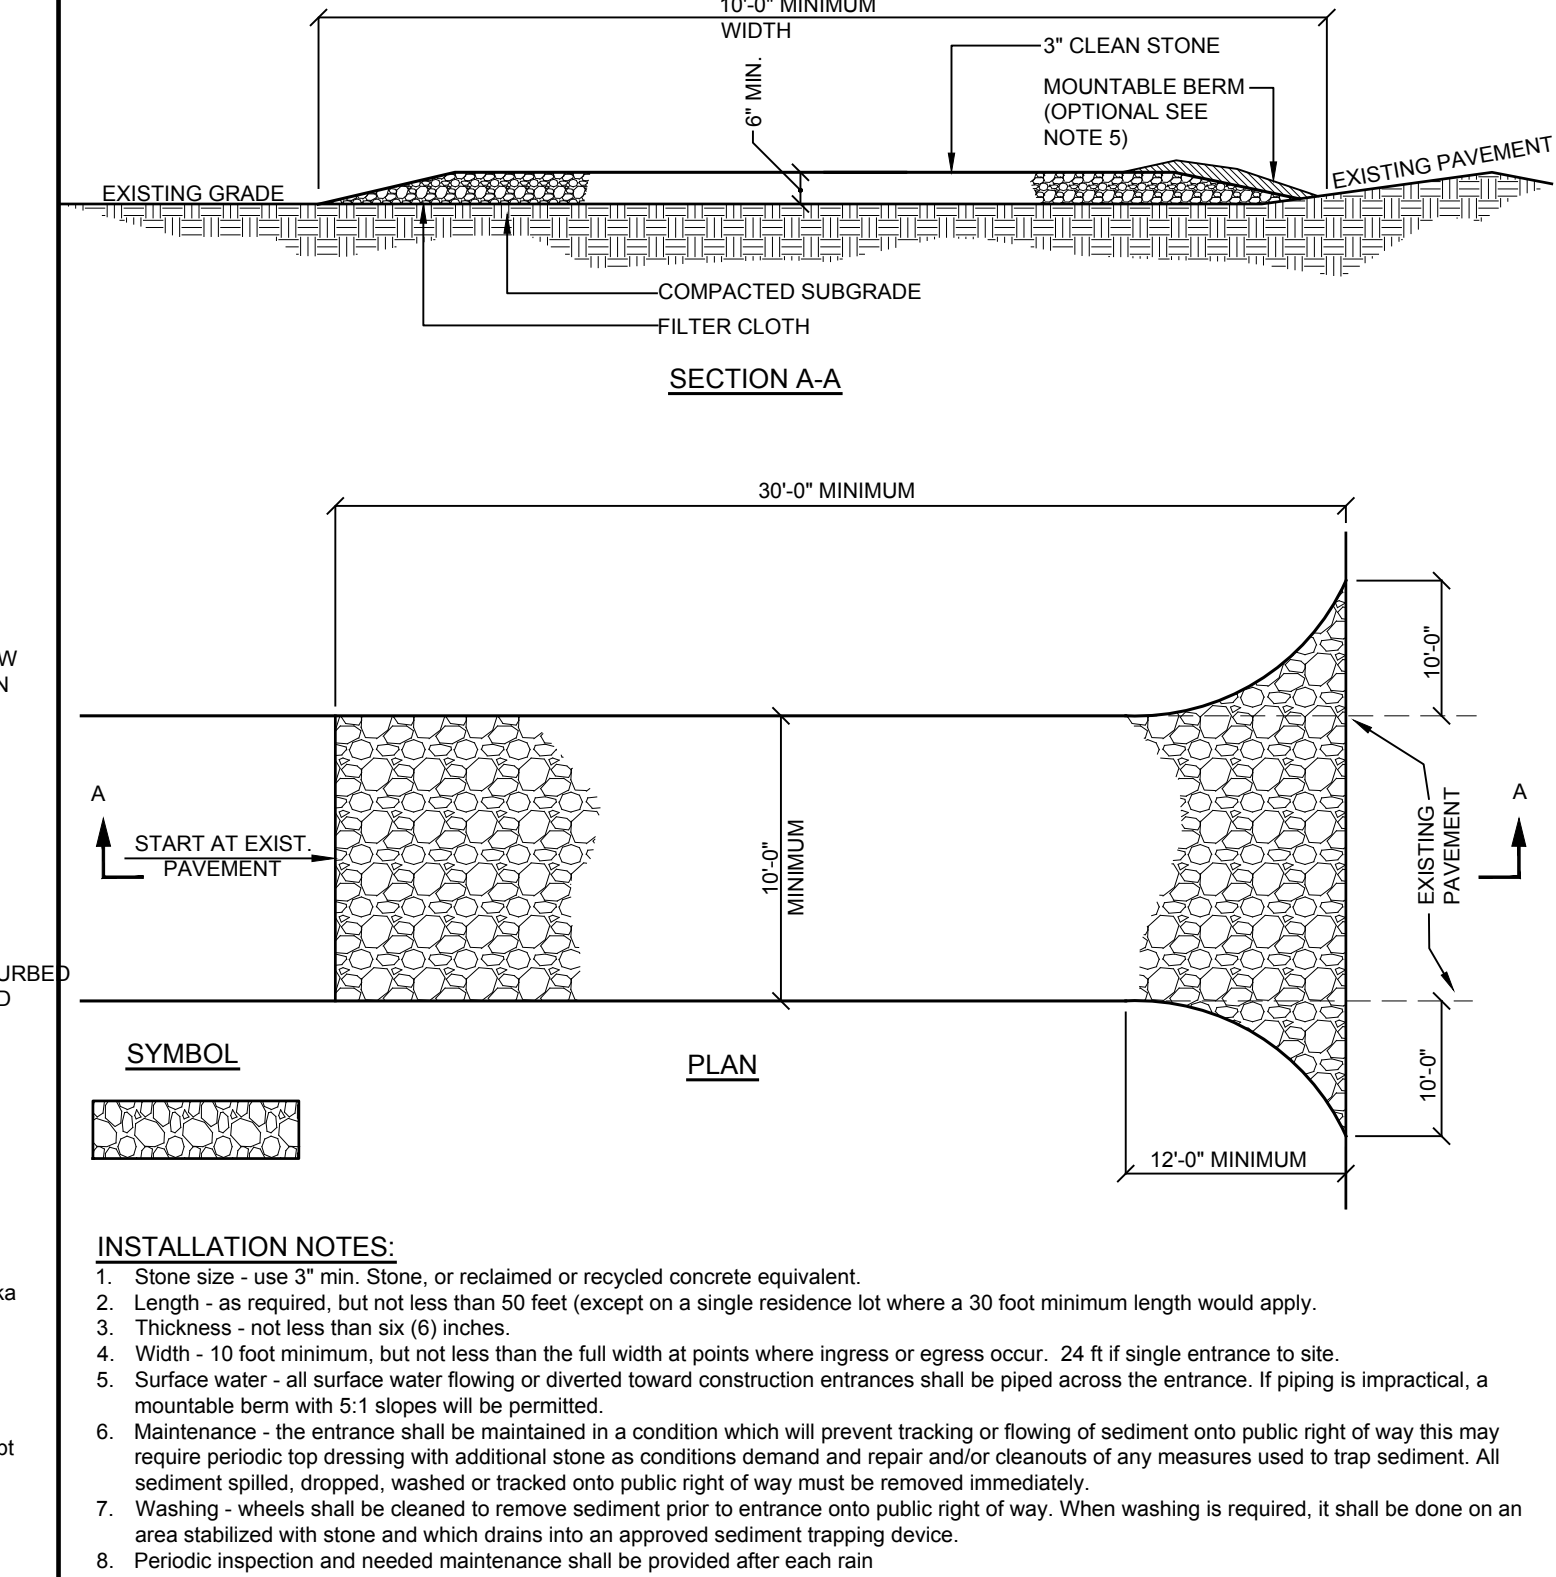 10'-0" MINIMUM
WIDTH
3" CLEAN STONE
6" MIN.
MOUNTABLE BERM
(OPTIONAL SEE
NOTE 5)
EXISTING PAVEMENT
EXISTING GRADE
COMPACTED SUBGRADE
FILTER CLOTH
SECTION A-A
30'-0" MINIMUM
10'-0"
W
N
A
START AT EXIST.
PAVEMENT
10'-0"
MINIMUM
EXISTING
PAVEMENT
A
URBED
D
SYMBOL
PLAN
10'-0"
12'-0" MINIMUM
INSTALLATION NOTES:
1. Stone size - use 3" min. Stone, or reclaimed or recycled concrete equivalent.
ka
2. Length - as required, but not less than 50 feet (except on a single residence lot where a 30 foot minimum length would apply.
3. Thickness - not less than six (6) inches.
4. Width - 10 foot minimum, but not less than the full width at points where ingress or egress occur. 24 ft if single entrance to site.
5. Surface water - all surface water flowing or diverted toward construction entrances shall be piped across the entrance. If piping is impractical, a
mountable berm with 5:1 slopes will be permitted.
6. Maintenance - the entrance shall be maintained in a condition which will prevent tracking or flowing of sediment onto public right of way this may
require periodic top dressing with additional stone as conditions demand and repair and/or cleanouts of any measures used to trap sediment. All
sediment spilled, dropped, washed or tracked onto public right of way must be removed immediately.
7. Washing - wheels shall be cleaned to remove sediment prior to entrance onto public right of way. When washing is required, it shall be done on an
area stabilized with stone and which drains into an approved sediment trapping device.
8. Periodic inspection and needed maintenance shall be provided after each rain